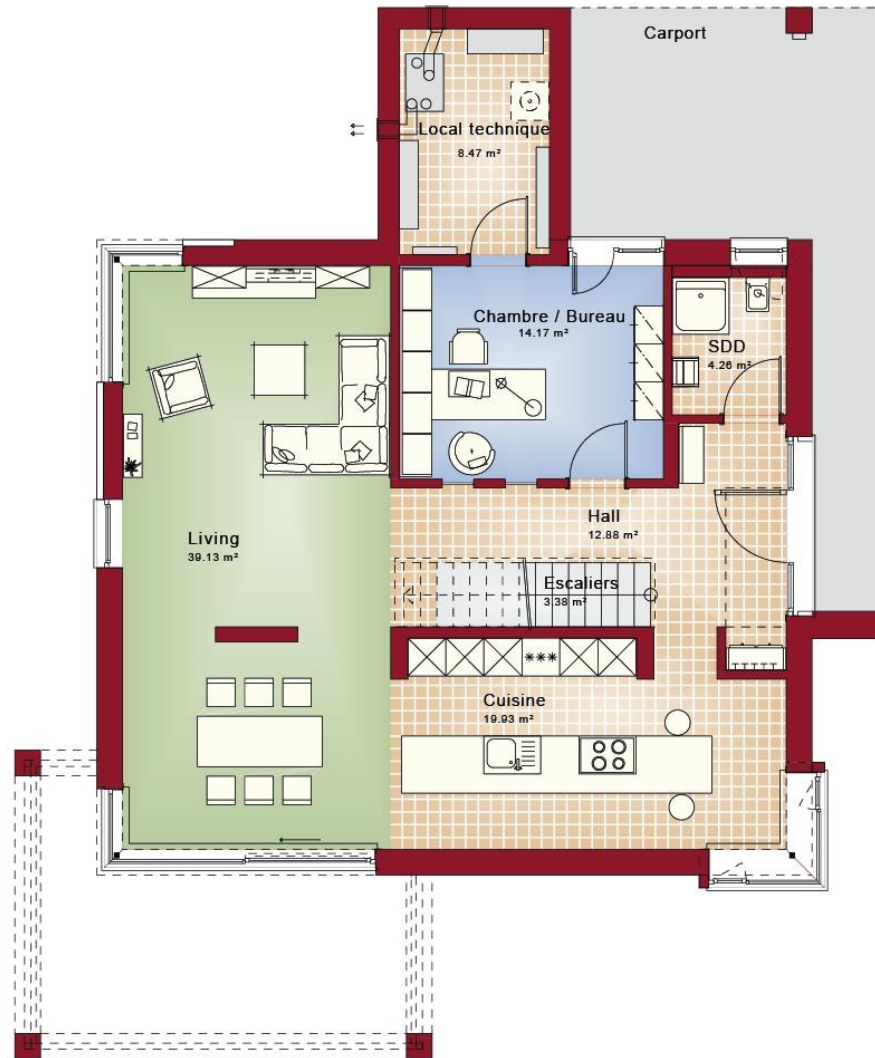 Carport
Local technique
8.47 m²
Chambre / Bureau
14.17 m²
SDD
4.26 m²
Hall
12.88 m²
Living
39.13 m²
Escaliers
3.38 m²
Cuisine
19.93 m²